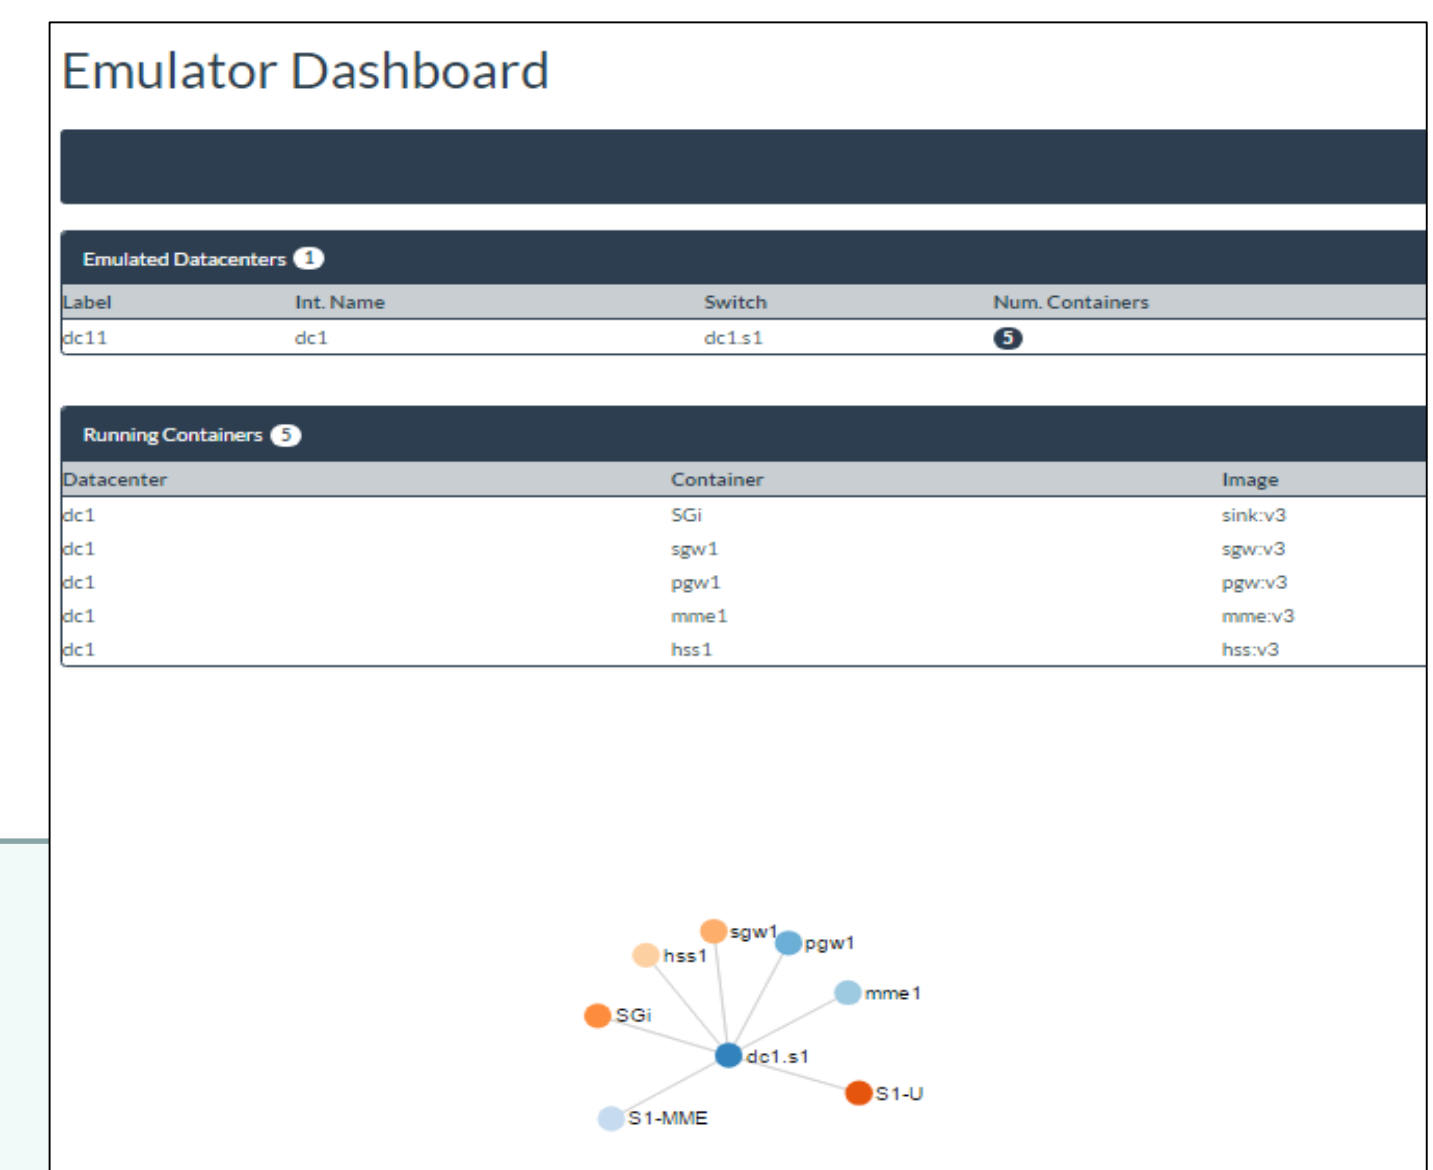 Emulator Dashboard
Emulated Datacenters 1
Label Int. Name Switch Num. Containers
dc11 dc1 dc1.s1 5
Running Containers 5
Datacenter Container Image
dc1 SGi sink:v3
dc1 sgw1 sgw:v3
dc1 pgw1 pgw:v3
dc1 mme1 mme:v3
dc1 hss1 hss:v3
sgw1
pgw1
hss1
mme1
SGi
dc1.s1
S1-U
S1-MME